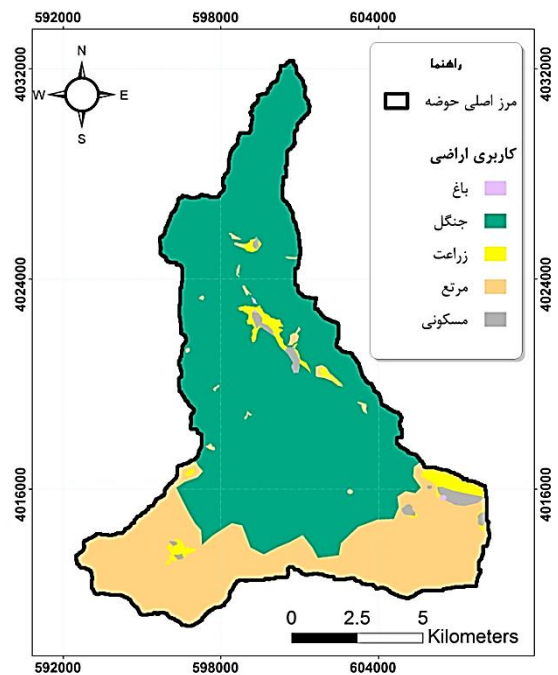 592000 598000 604000
N
W E
S
راهنما
مرز اصلی حوضه
کاربری اراضی
باغ
جنگل
زراعت
مرتع
مسکونی
4032000 4032000
4024000 4024000
4016000 4016000
0 2.5 5
Kilometers
592000 598000 604000